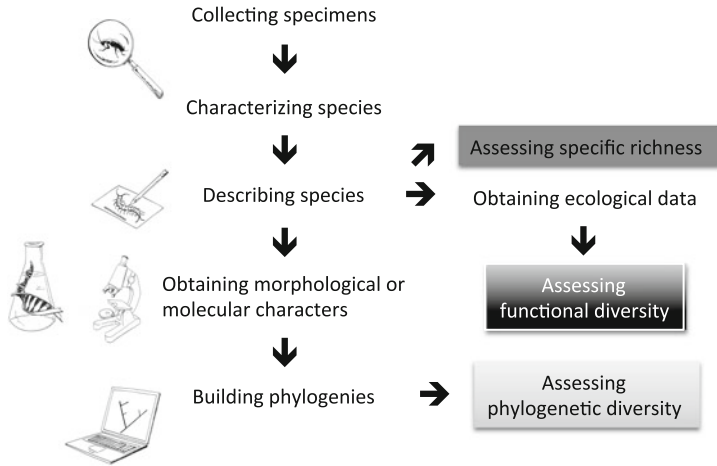 Collecting specimens
Characterizing species
Assessing specific richness
Describing species
Obtaining ecological data
Obtaining morphological or
molecular characters
Assessing
functional diversity
Building phylogenies
Assessing
phylogenetic diversity